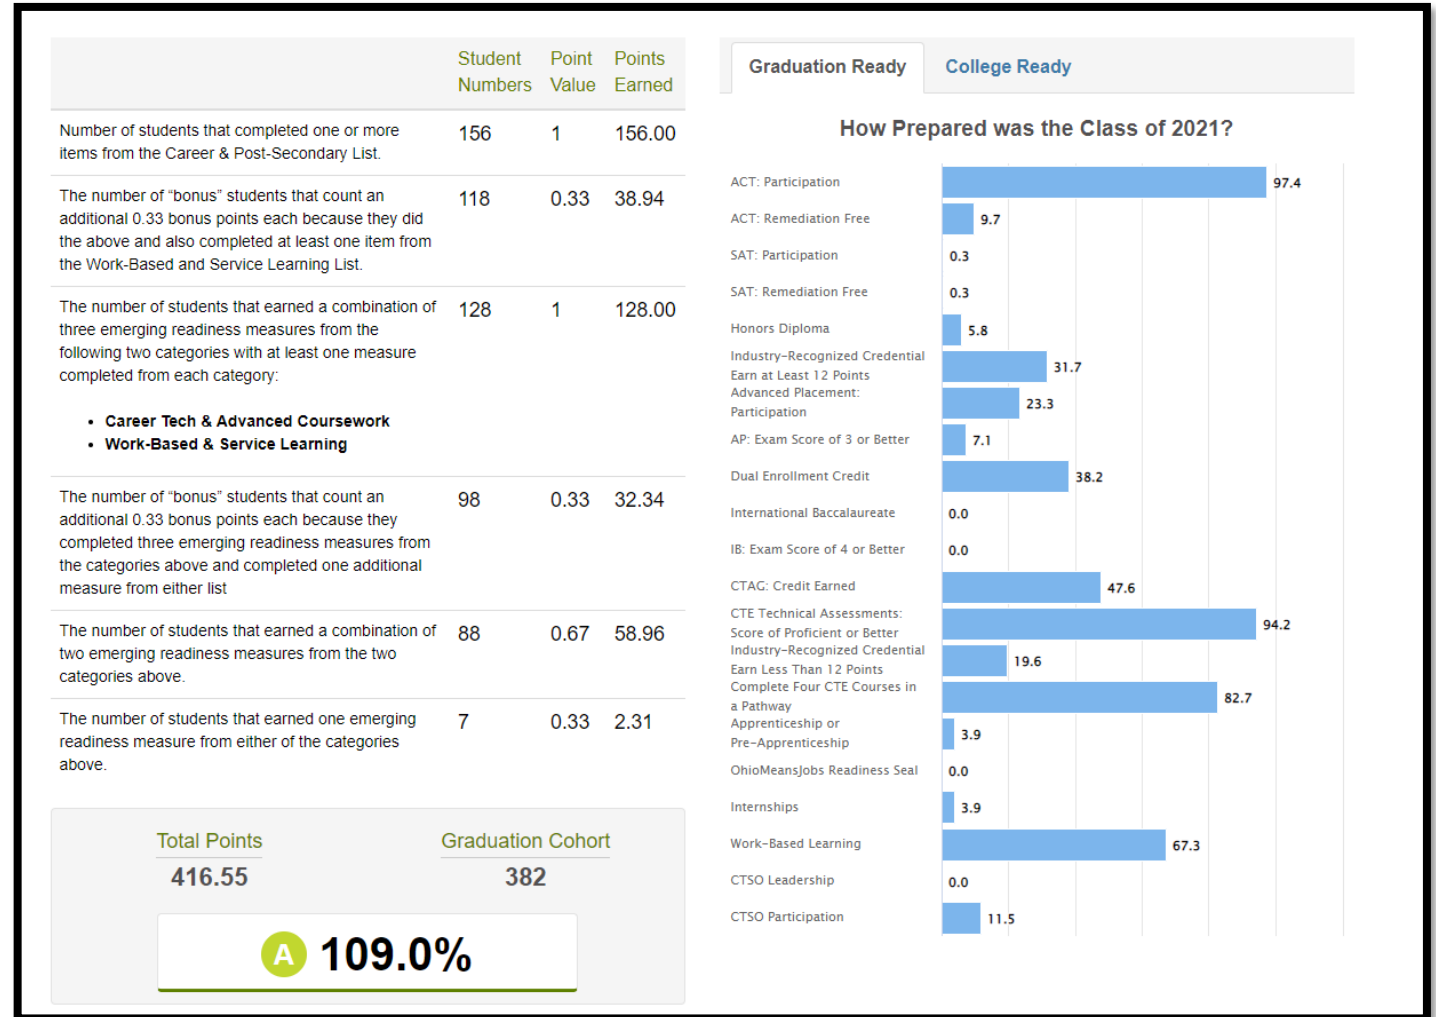 Student Point Points
Numbers Value Earned
Number of students that completed one or more 156 1 156.00
items from the Career & Post-Secondary List.
The number of “bonus” students that count an 118 0.33 38.94
additional 0.33 bonus points each because they did
the above and also completed at least one item from
the Work-Based and Service Learning List.
The number of students that earned a combination of 128 1 128.00
three emerging readiness measures from the
following two categories with at least one measure
completed from each category:
• Career Tech & Advanced Coursework
• Work-Based & Service Learning
The number of “bonus” students that count an 98 0.33 32.34
additional 0.33 bonus points each because they
completed three emerging readiness measures from
the categories above and completed one additional
measure from either list
The number of students that earned a combination of 88 0.67 58.96
two emerging readiness measures from the two
categories above.
The number of students that earned one emerging 7 0.33 2.31
readiness measure from either of the categories
above.
Total Points Graduation Cohort
416.55 382
A 109.0%
Graduation Ready College Ready
How Prepared was the Class of 2021?
ACT: Participation 97.4
ACT: Remediation Free 9.7
SAT: Participation 0.3
SAT: Remediation Free 0.3
Honors Diploma 5.8
Industry-Recognized Credential
Earn at Least 12 Points 31.7
Advanced Placement:
Participation 23.3
AP: Exam Score of 3 or Better 7.1
Dual Enrollment Credit 38.2
International Baccalaureate 0.0
IB: Exam Score of 4 or Better 0.0
CTAG: Credit Earned 47.6
CTE Technical Assessments:
Score of Proficient or Better 94.2
Industry-Recognized Credential
Earn Less Than 12 Points 19.6
Complete Four CTE Courses in
a Pathway 82.7
Apprenticeship or
Pre-Apprenticeship 3.9
OhioMeansJobs Readiness Seal 0.0
Internships 3.9
Work-Based Learning 67.3
CTSO Leadership 0.0
CTSO Participation 11.5